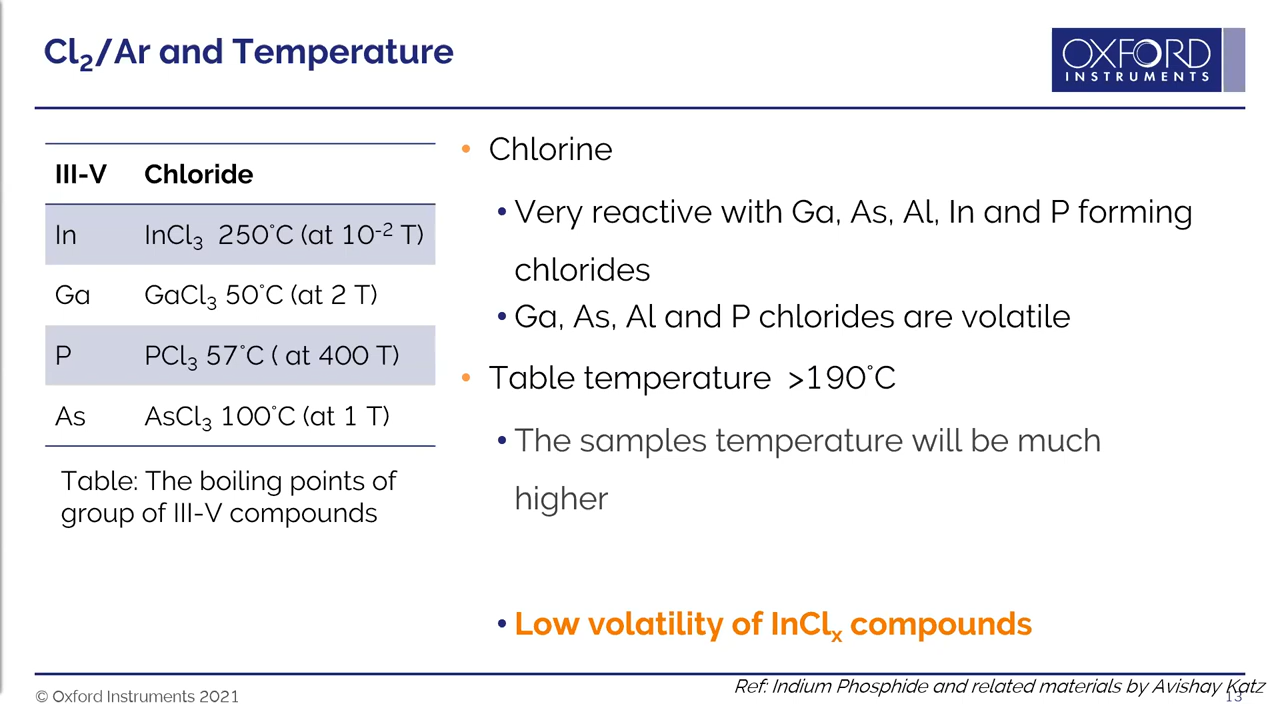 Cl₂/Ar and Temperature
OXFORD
INSTRUMENTS
III-V Chloride
In InCl₃ 250°C (at 10⁻² T)
Ga GaCl₃ 50°C (at 2 T)
P PCl₃ 57°C ( at 400 T)
As AsCl₃ 100°C (at 1 T)
Table: The boiling points of
group of III-V compounds
• Chlorine
• Very reactive with Ga, As, Al, In and P forming
chlorides
• Ga, As, Al and P chlorides are volatile
• Table temperature >190°C
• The samples temperature will be much
higher
• Low volatility of InClₓ compounds
© Oxford Instruments 2021
Ref: Indium Phosphide and related materials by Avishay Katz
13